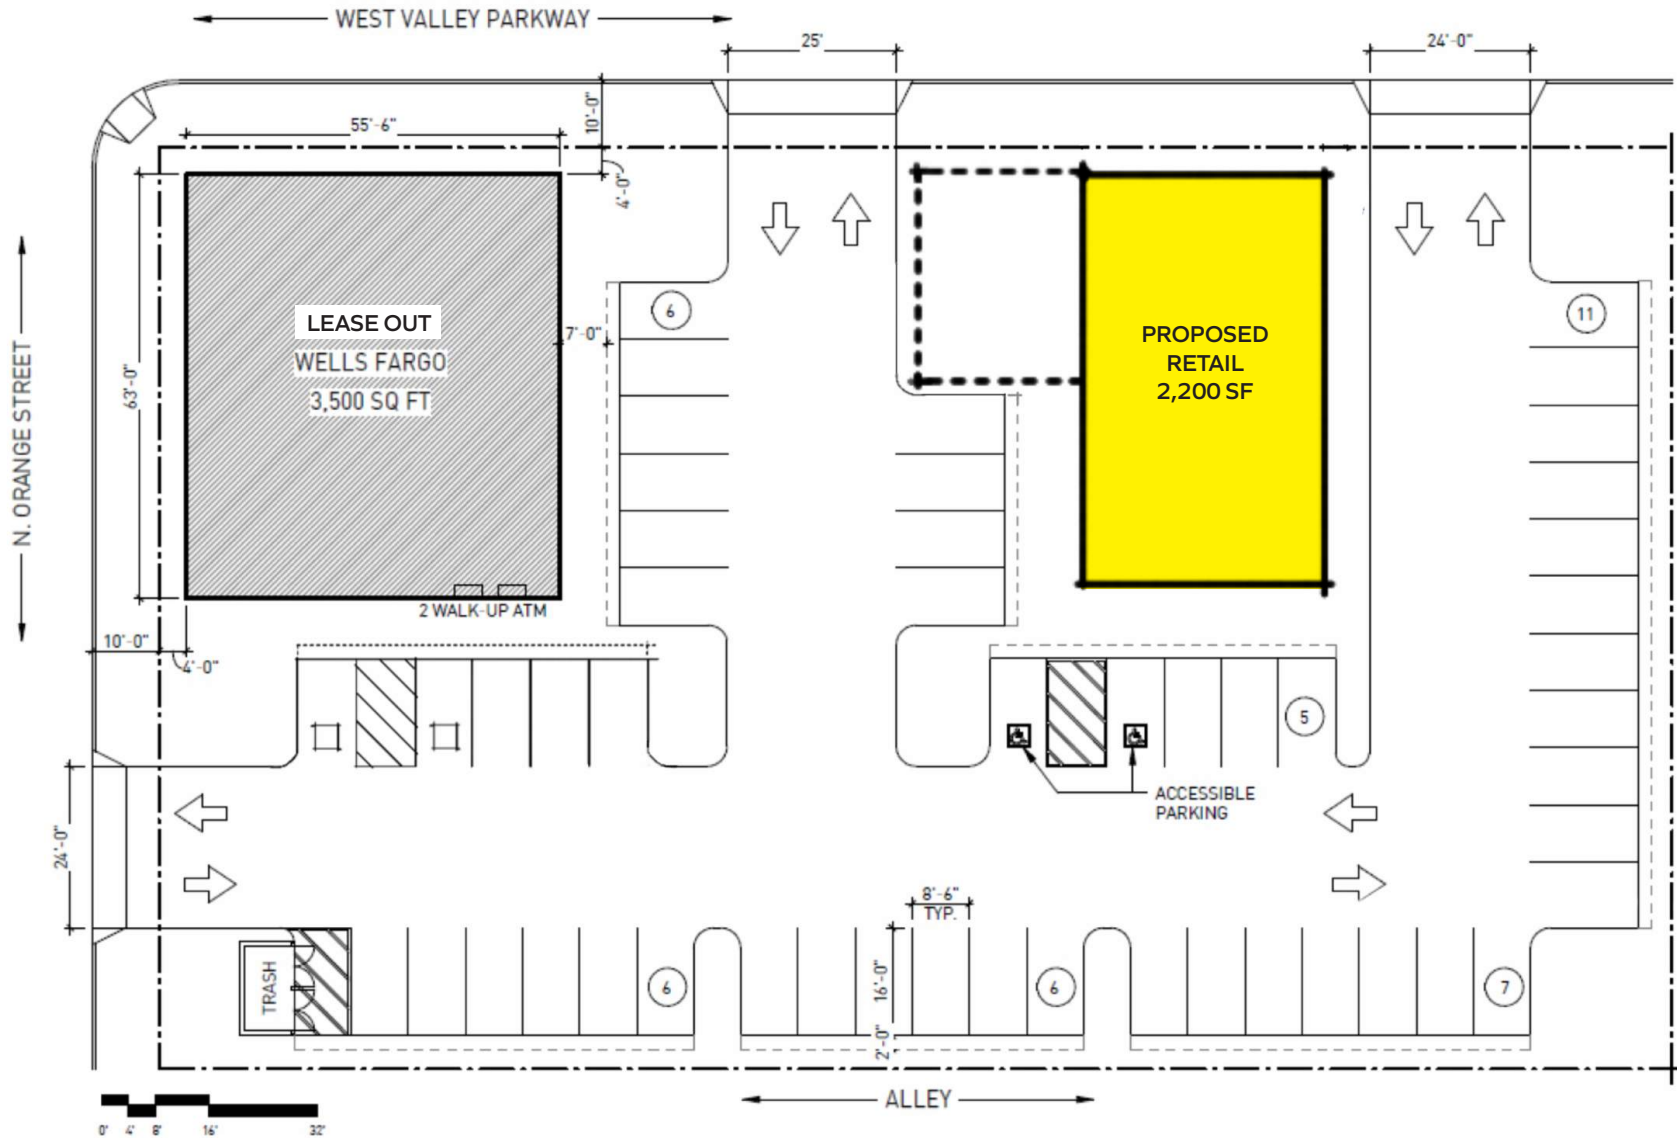 WEST VALLEY PARKWAY
25'
24'-0"
55'-6"
10'-0"
4'-0"
N. ORANGE STREET
63'-0"
LEASE OUT
WELLS FARGO
3,500 SQ FT
7'-0"
6
PROPOSED
RETAIL
2,200 SF
11
2 WALK-UP ATM
10'-0"
4'-0"
5
ACCESSIBLE
PARKING
24'-0"
8'-6"
TYP.
TRASH
6
16'-0"
2'-0"
6
7
ALLEY
0' 4' 8' 16' 32'